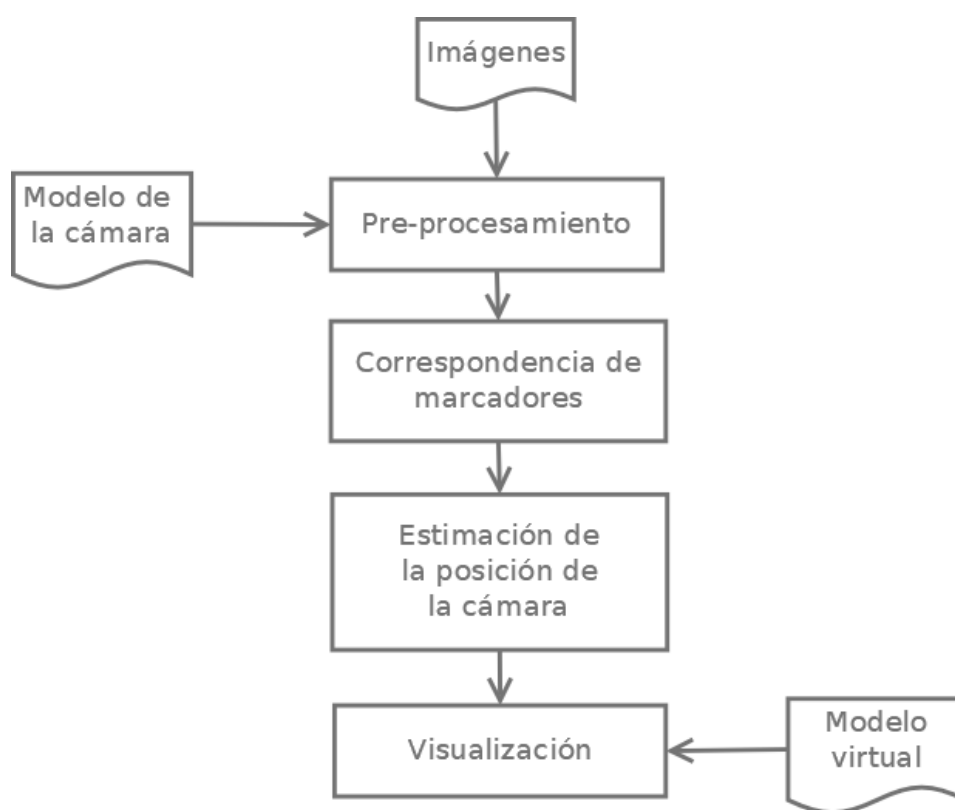 Imágenes
Modelo de
la cámara
Pre-procesamiento
Correspondencia de
marcadores
Estimación de
la posición de
la cámara
Visualización
Modelo
virtual